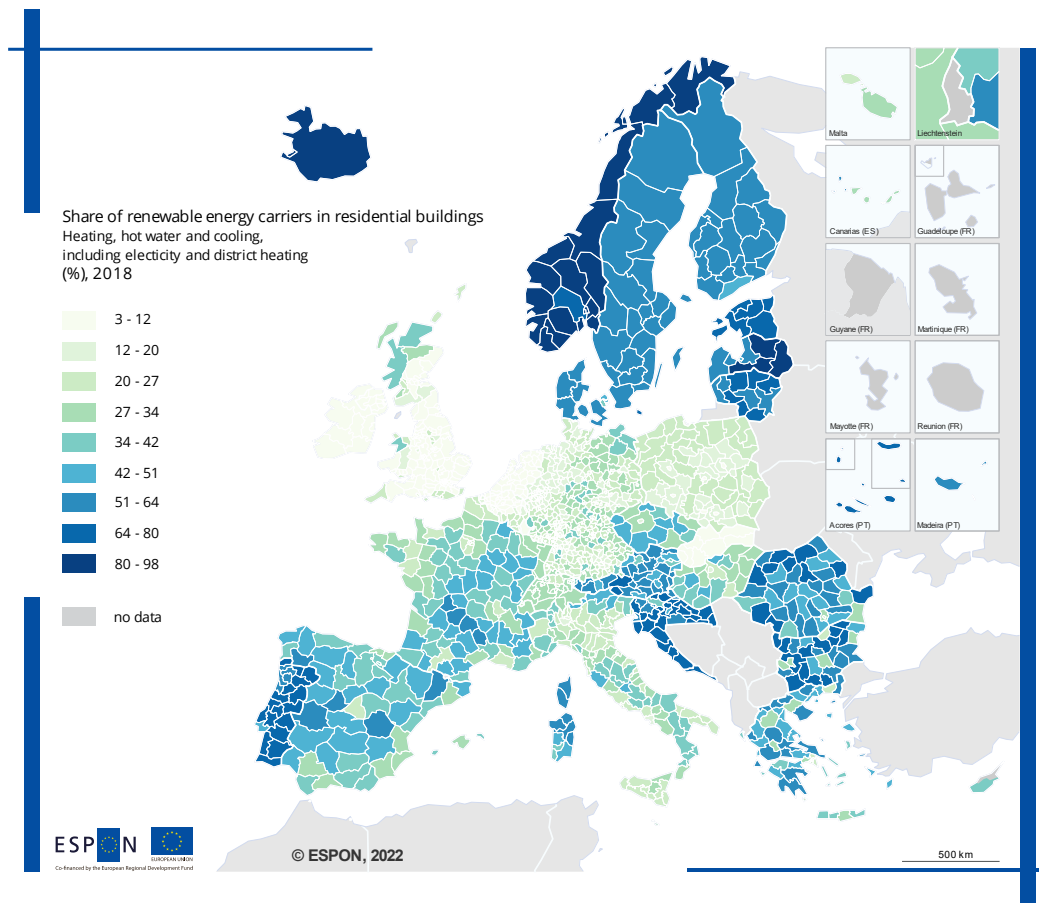 Share of renewable energy carriers in residential buildings
Heating, hot water and cooling,
including electicity and district heating
(%), 2018
3 - 12
12 - 20
20 - 27
27 - 34
34 - 42
42 - 51
51 - 64
64 - 80
80 - 98
no data
Malta
Liechtenstein
Canarias (ES)
Guadeloupe (FR)
Guyane (FR)
Martinique (FR)
Mayotte (FR)
Reunion (FR)
Acores (PT)
Madeira (PT)
ESPON
EUROPEAN UNION
Co-financed by the European Regional Development Fund
© ESPON, 2022
500 km